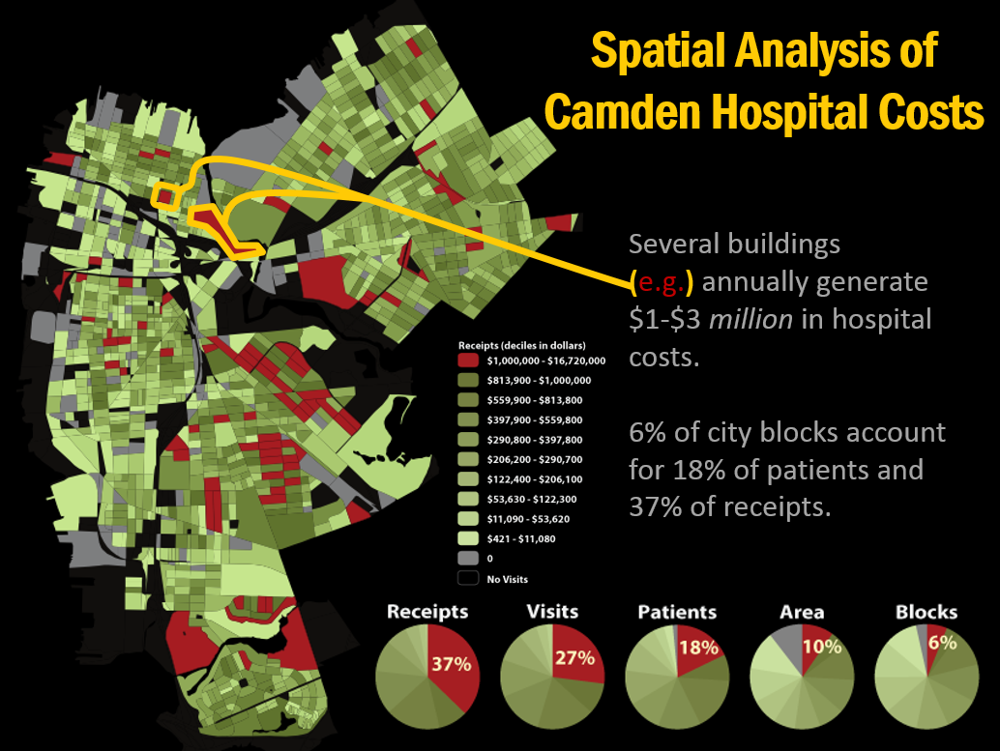 Spatial Analysis of
Camden Hospital Costs
Several buildings
(e.g.) annually generate
$1-$3 million in hospital
costs.
6% of city blocks account
for 18% of patients and
37% of receipts.
Receipts (deciles in dollars)
$1,000,000 - $16,720,000
$813,900 - $1,000,000
$559,900 - $813,800
$397,900 - $559,800
$290,800 - $397,800
$206,200 - $290,700
$122,400 - $206,100
$53,630 - $122,300
$11,090 - $53,620
$421 - $11,080
0
No Visits
Receipts
Visits
Patients
Area
Blocks
37%
27%
18%
10%
6%